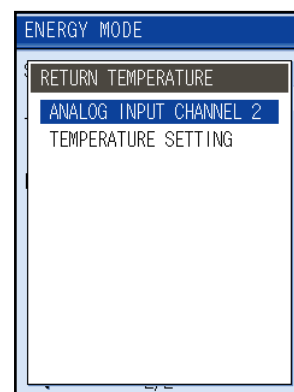 ENERGY MODE
RETURN TEMPERATURE
ANALOG INPUT CHANNEL 2
TEMPERATURE SETTING